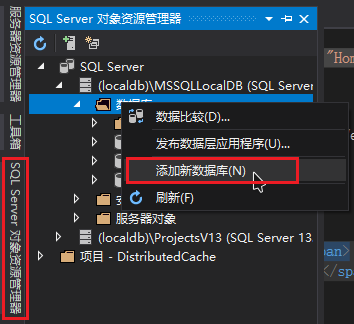 服务器资源管理器
工具箱
SQL Server 对象资源管理器
SQL Server 对象资源管理器
SQL Server
(localdb)\MSSQLLocalDB (SQL Server
数据库
数据比较(D)...
发布数据层应用程序(U)...
添加新数据库(N)
刷新(F)
服务器对象
(localdb)\ProjectsV13 (SQL Server 13
项目 - DistributedCache
"Home
an>
</spa